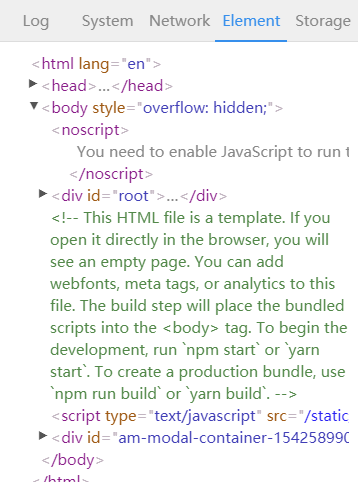 Log System Network Element Storage
<html lang="en">
<head>...</head>
<body style="overflow: hidden;">
<noscript>
You need to enable JavaScript to run t
</noscript>
<div id="root">...</div>
<!-- This HTML file is a template. If you
open it directly in the browser, you will
see an empty page. You can add
webfonts, meta tags, or analytics to this
file. The build step will place the bundled
scripts into the <body> tag. To begin the
development, run `npm start` or `yarn
start`. To create a production bundle, use
`npm run build` or `yarn build`. -->
<script type="text/javascript" src="/static
<div id="am-modal-container-154258990
</body>
</html>